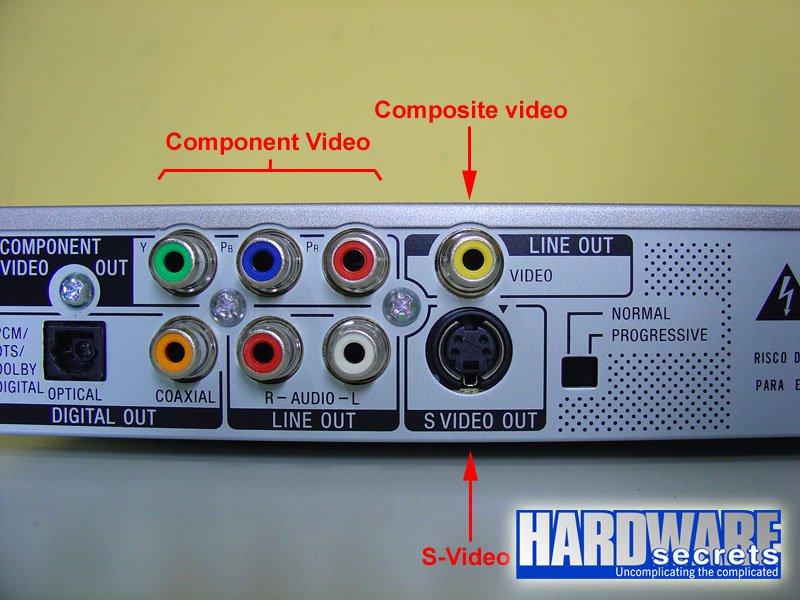 Composite video
Component Video
COMPONENT
VIDEO OUT
Y
PB
PR
LINE OUT
VIDEO
NORMAL
PROGRESSIVE
PCM/
DTS/
DOLBY
DIGITAL
OPTICAL
COAXIAL
DIGITAL OUT
R - AUDIO - L
LINE OUT
S VIDEO OUT
RISCO D
PARA E
S-Video
HARDWARE
secrets
Uncomplicating the complicated